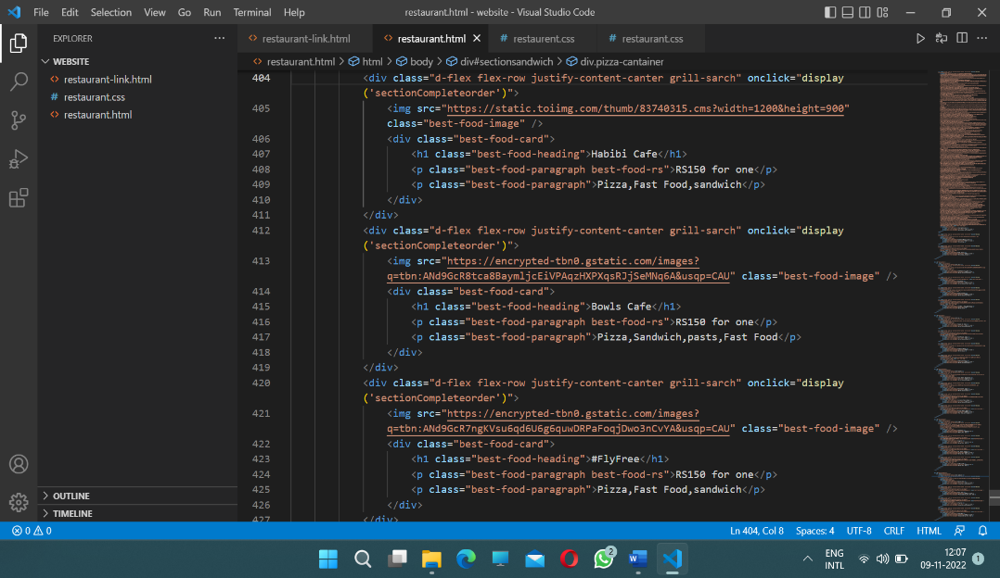 File Edit Selection View Go Run Terminal Help restaurant.html - website - Visual Studio Code
EXPLORER
restaurant-link.html restaurant.html restaurent.css restaurant.css
WEBSITE
restaurant-link.html
restaurant.css
restaurant.html
restaurant.html > html > body > div#sectionsandwich > div.pizza-cantainer
404 <div class="d-flex flex-row justify-content-canter grill-sarch" onclick="display
('sectionCompleteorder')">
405 <img src="https://static.toiimg.com/thumb/83740315.cms?width=1200&height=900"
class="best-food-image" />
406 <div class="best-food-card">
407 <h1 class="best-food-heading">Habibi Cafe</h1>
408 <p class="best-food-paragraph best-food-rs">RS150 for one</p>
409 <p class="best-food-paragraph">Pizza,Fast Food,sandwich</p>
410 </div>
411 </div>
412 <div class="d-flex flex-row justify-content-canter grill-sarch" onclick="display
('sectionCompleteorder')">
413 <img src="https://encrypted-tbn0.gstatic.com/images?
q=tbn:ANd9GcR8tca8BaymljcEiVPAqzHXPXqsRJjSeMNq6A&usqp=CAU" class="best-food-image" />
414 <div class="best-food-card">
415 <h1 class="best-food-heading">Bowls Cafe</h1>
416 <p class="best-food-paragraph best-food-rs">RS150 for one</p>
417 <p class="best-food-paragraph">Pizza,Sandwich,pasts,Fast Food</p>
418 </div>
419 </div>
420 <div class="d-flex flex-row justify-content-canter grill-sarch" onclick="display
('sectionCompleteorder')">
421 <img src="https://encrypted-tbn0.gstatic.com/images?
q=tbn:ANd9GcR7ngKVsu6qd6U6g6quwDRPaFoqjDwo3nCvYA&usqp=CAU" class="best-food-image" />
422 <div class="best-food-card">
423 <h1 class="best-food-heading">#FlyFree</h1>
424 <p class="best-food-paragraph best-food-rs">RS150 for one</p>
425 <p class="best-food-paragraph">Pizza,Fast Food,sandwich</p>
426 </div>
427 </div>
OUTLINE
TIMELINE
0 0 Ln 404, Col 8 Spaces: 4 UTF-8 CRLF HTML
2
ENG
INTL
12:07
09-11-2022
1